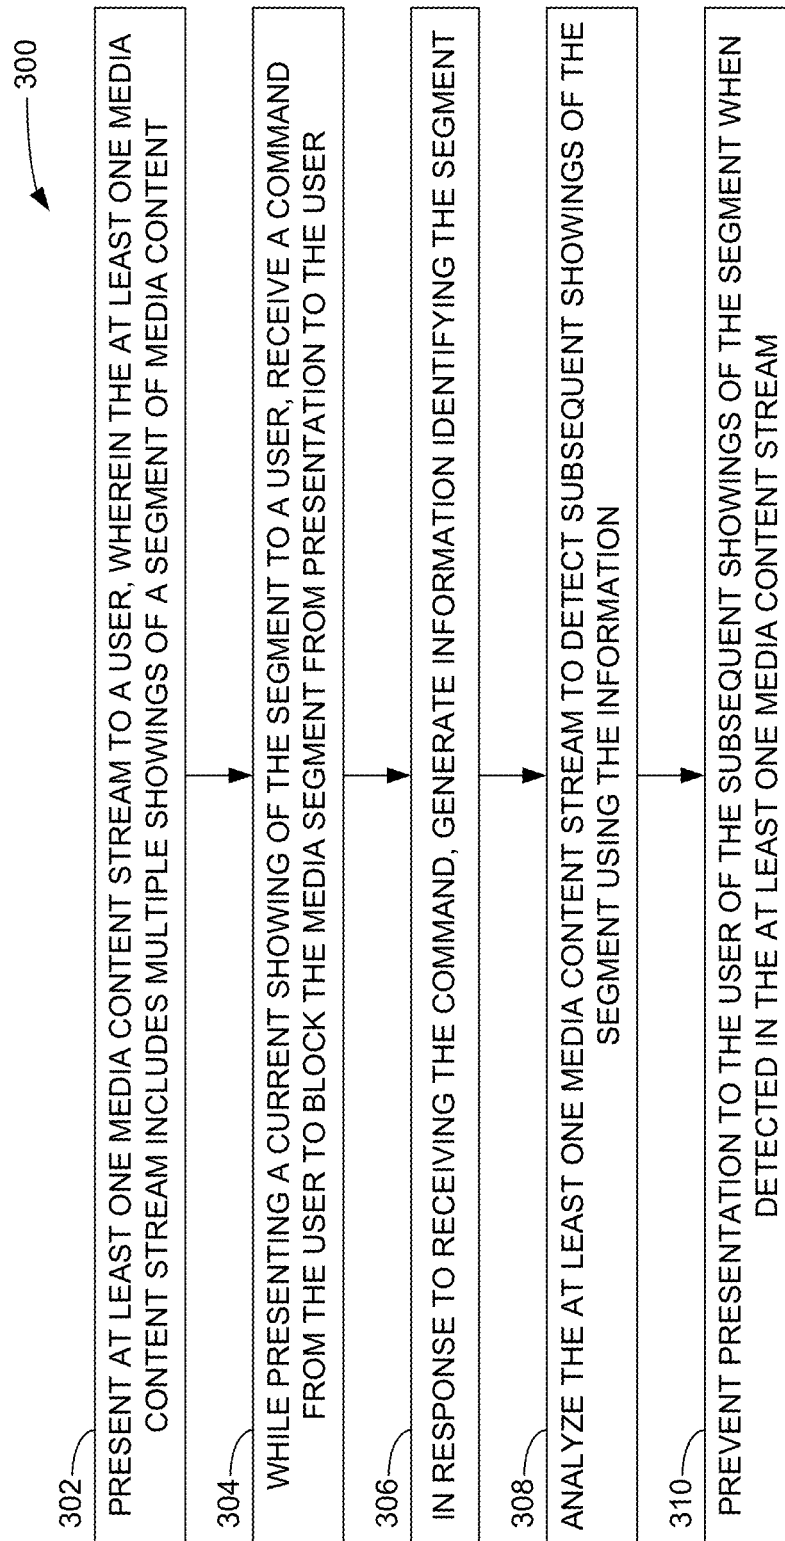 300
302
PRESENT AT LEAST ONE MEDIA CONTENT STREAM TO A USER, WHEREIN THE AT LEAST ONE MEDIA
CONTENT STREAM INCLUDES MULTIPLE SHOWINGS OF A SEGMENT OF MEDIA CONTENT
304
WHILE PRESENTING A CURRENT SHOWING OF THE SEGMENT TO A USER, RECEIVE A COMMAND
FROM THE USER TO BLOCK THE MEDIA SEGMENT FROM PRESENTATION TO THE USER
306
IN RESPONSE TO RECEIVING THE COMMAND, GENERATE INFORMATION IDENTIFYING THE SEGMENT
308
ANALYZE THE AT LEAST ONE MEDIA CONTENT STREAM TO DETECT SUBSEQUENT SHOWINGS OF THE
SEGMENT USING THE INFORMATION
310
PREVENT PRESENTATION TO THE USER OF THE SUBSEQUENT SHOWINGS OF THE SEGMENT WHEN
DETECTED IN THE AT LEAST ONE MEDIA CONTENT STREAM